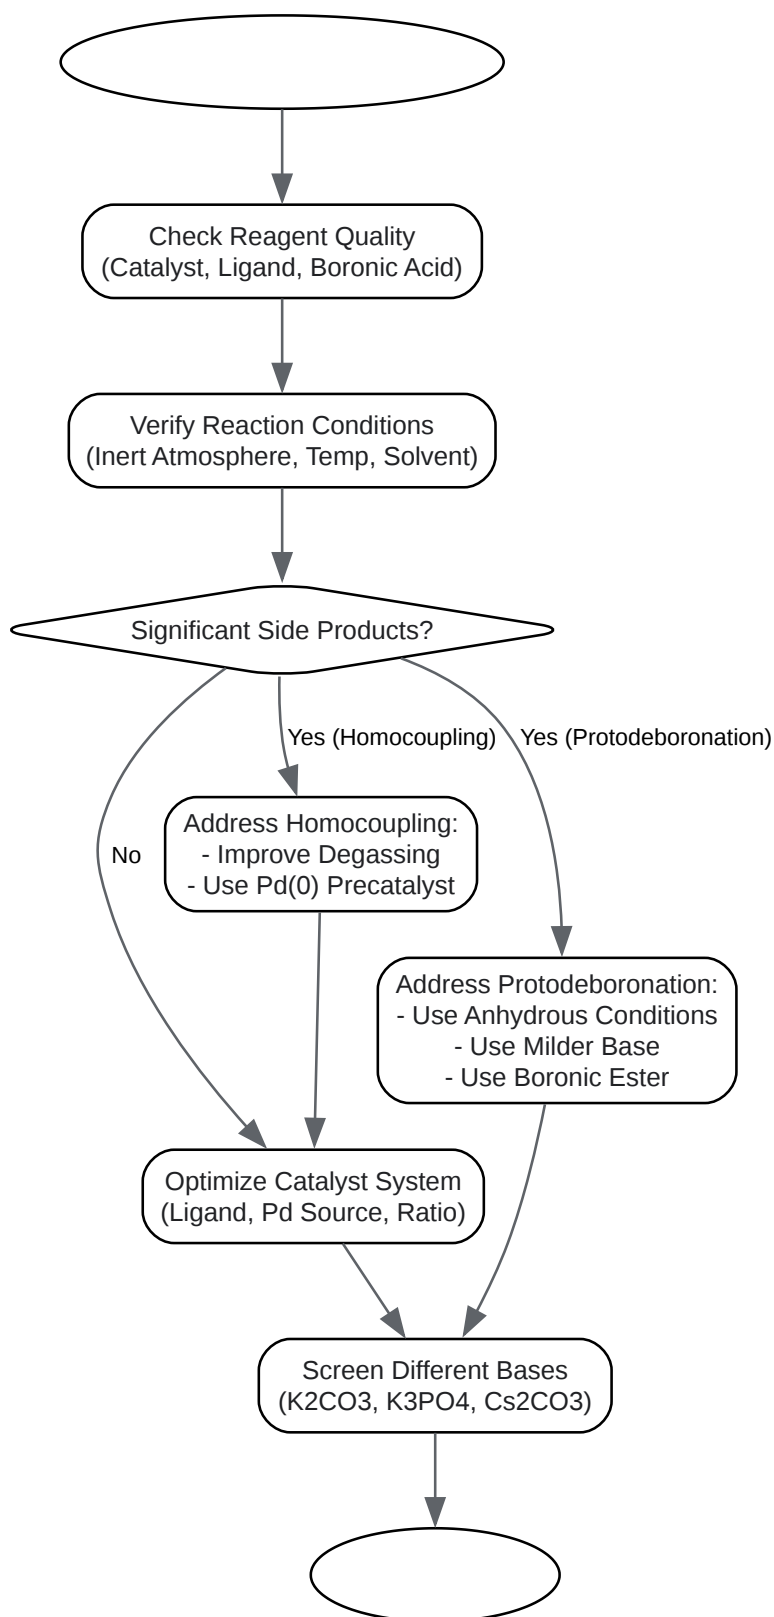 Check Reagent Quality
(Catalyst, Ligand, Boronic Acid)
Verify Reaction Conditions
(Inert Atmosphere, Temp, Solvent)
Significant Side Products?
Yes (Homocoupling)
Yes (Protodeboronation)
No
Address Homocoupling:
- Improve Degassing
- Use Pd(0) Precatalyst
Address Protodeboronation:
- Use Anhydrous Conditions
- Use Milder Base
- Use Boronic Ester
Optimize Catalyst System
(Ligand, Pd Source, Ratio)
Screen Different Bases
(K2CO3, K3PO4, Cs2CO3)